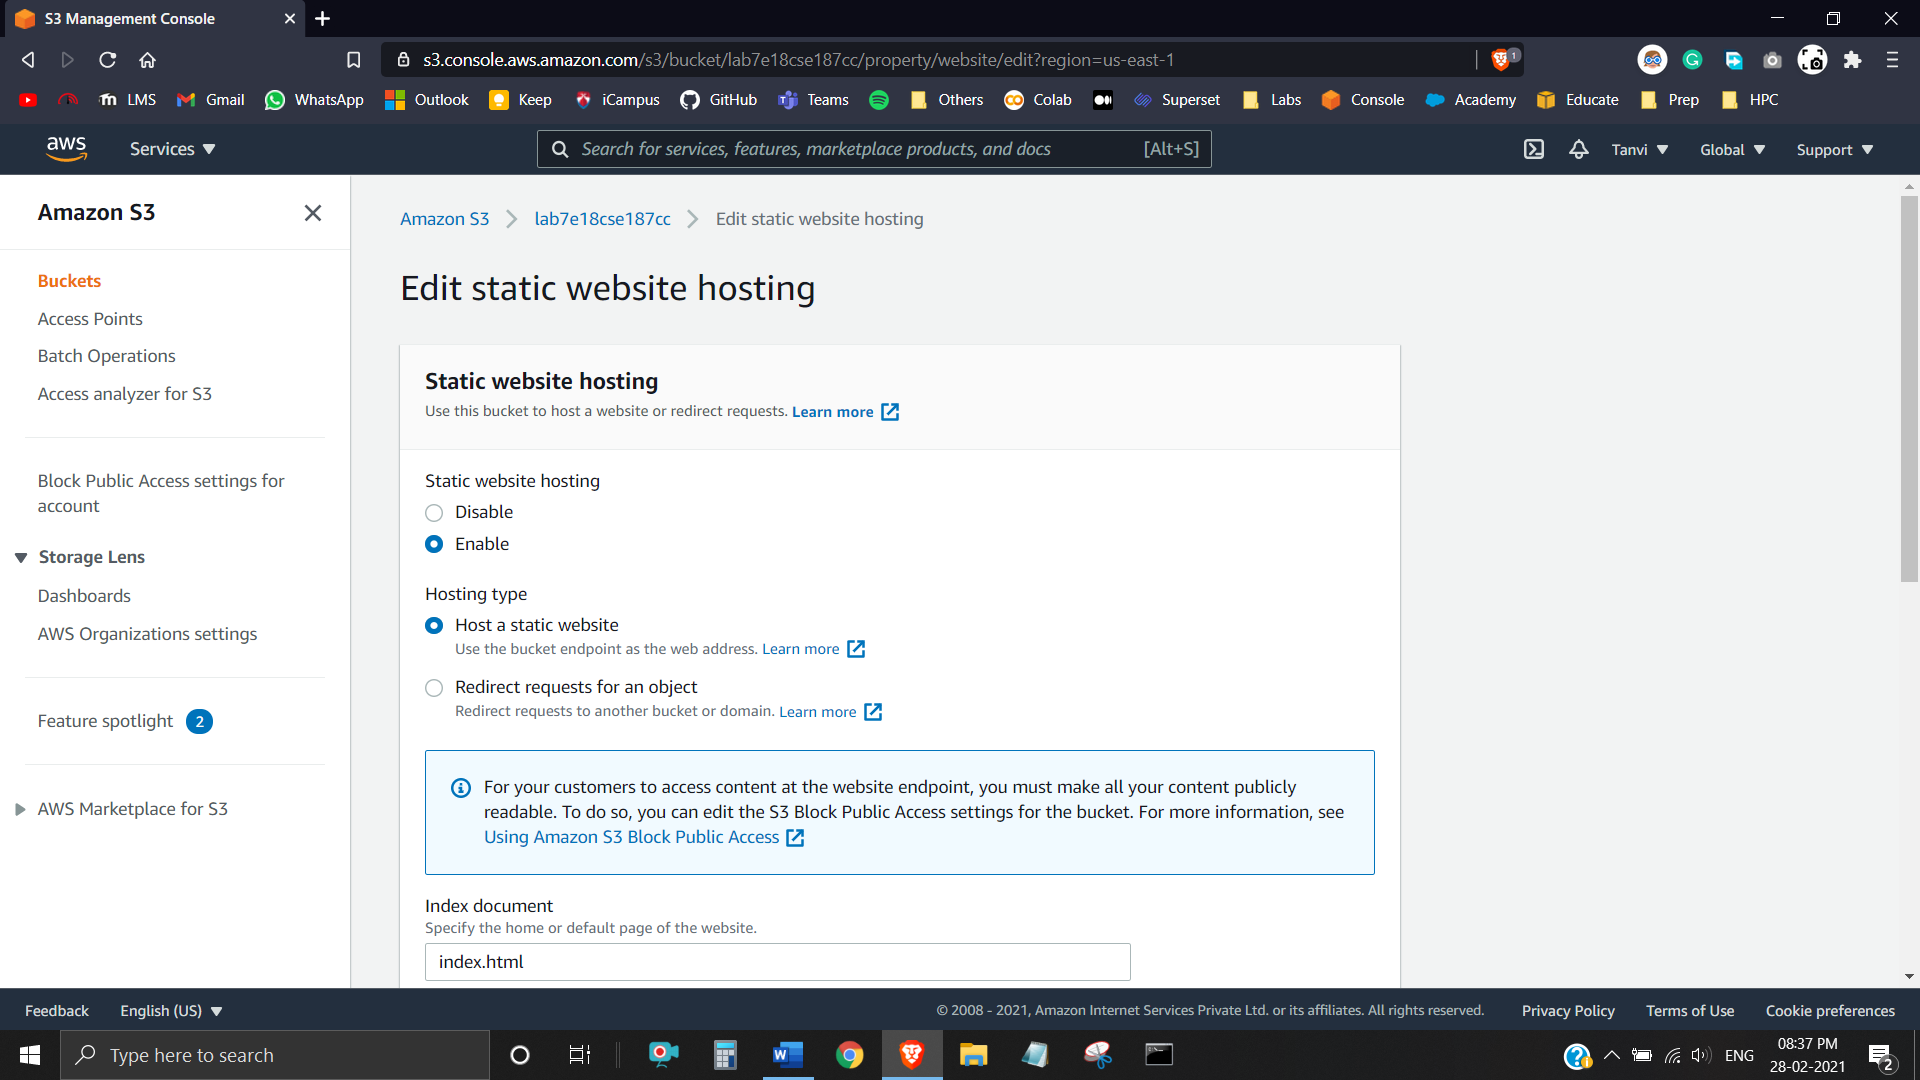 S3 Management Console
s3.console.aws.amazon.com/s3/bucket/lab7e18cse187cc/property/website/edit?region=us-east-1
1
LMS Gmail WhatsApp Outlook Keep iCampus GitHub Teams Others Colab Superset Labs Console Academy Educate Prep HPC
aws Services Search for services, features, marketplace products, and docs [Alt+S] Tanvi Global Support
Amazon S3
Buckets
Access Points
Batch Operations
Access analyzer for S3
Block Public Access settings for
account
Storage Lens
Dashboards
AWS Organizations settings
Feature spotlight 2
AWS Marketplace for S3
Amazon S3 lab7e18cse187cc Edit static website hosting
Edit static website hosting
Static website hosting
Use this bucket to host a website or redirect requests. Learn more
Static website hosting
Disable
Enable
Hosting type
Host a static website
Use the bucket endpoint as the web address. Learn more
Redirect requests for an object
Redirect requests to another bucket or domain. Learn more
For your customers to access content at the website endpoint, you must make all your content publicly
readable. To do so, you can edit the S3 Block Public Access settings for the bucket. For more information, see
Using Amazon S3 Block Public Access
Index document
Specify the home or default page of the website.
index.html
Feedback English (US) © 2008 - 2021, Amazon Internet Services Private Ltd. or its affiliates. All rights reserved. Privacy Policy Terms of Use Cookie preferences
Type here to search
ENG
08:37 PM
28-02-2021
2